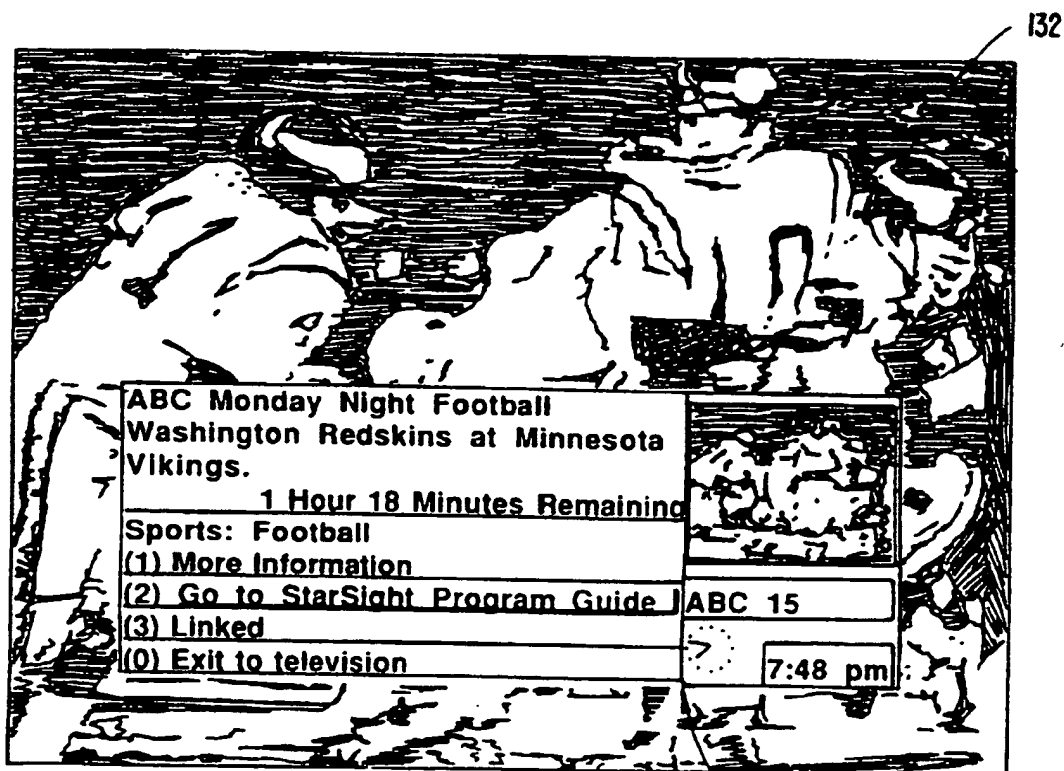 132
ABC Monday Night Football
Washington Redskins at Minnesota
Vikings.
1 Hour 18 Minutes Remaining
Sports: Football
(1) More Information
(2) Go to StarSight Program Guide
ABC 15
(3) Linked
(0) Exit to television
7:48 pm